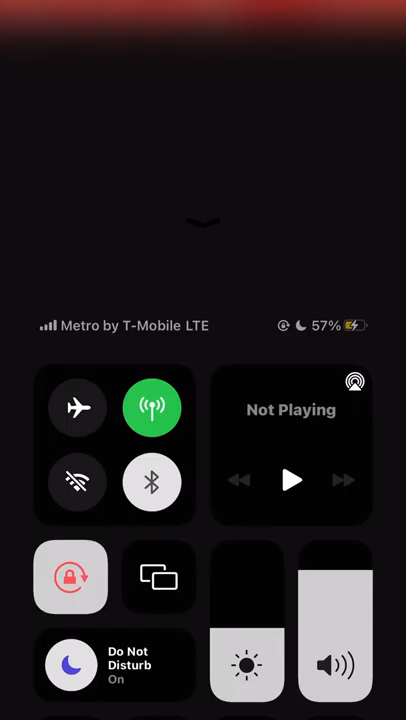 Metro by T-Mobile LTE 57%
Not Playing
Do Not
Disturb
On